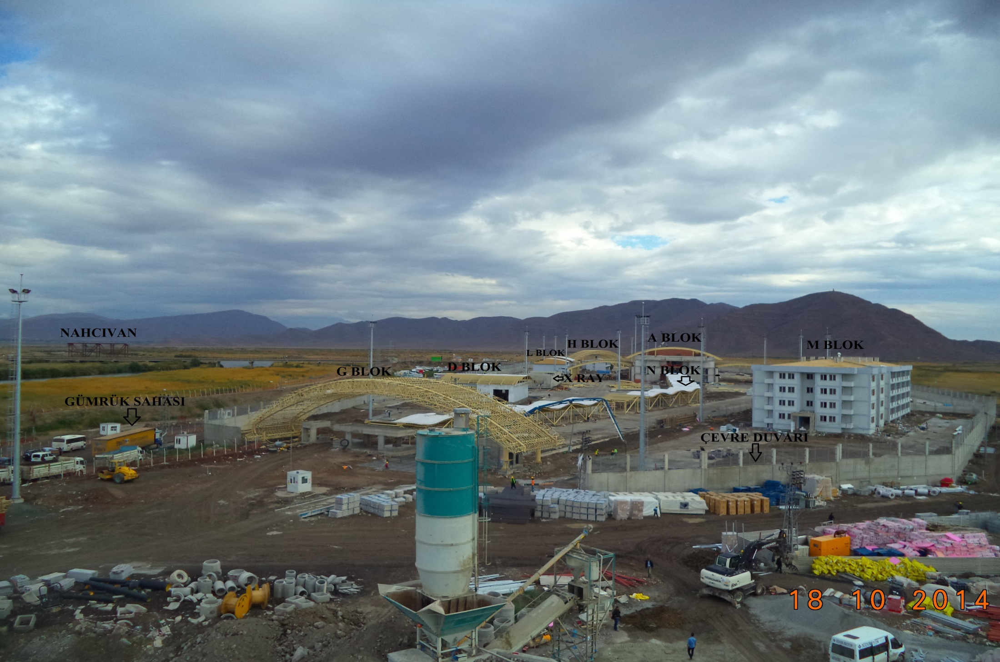 NAHCIVAN
H BLOK
A BLOK
M BLOK
L BLOK
G BLOK
D BLOK
N BLOK
X RAY
GÜMRÜK SAHASI
ÇEVRE DUVARI
18 10 2014